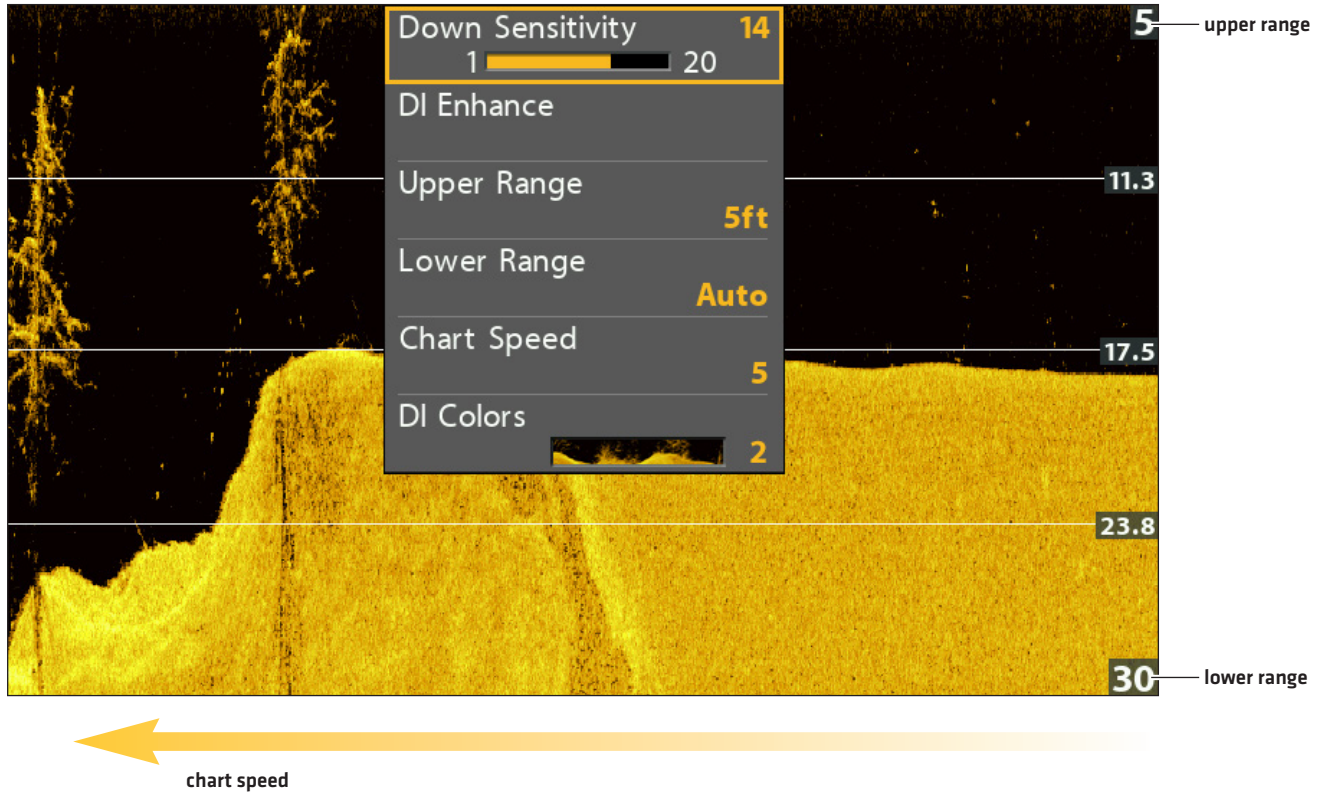 Down Sensitivity 14
1 20
DI Enhance
Upper Range
5ft
Lower Range
Auto
Chart Speed
5
DI Colors
2
5
upper range
11.3
17.5
23.8
30
lower range
chart speed